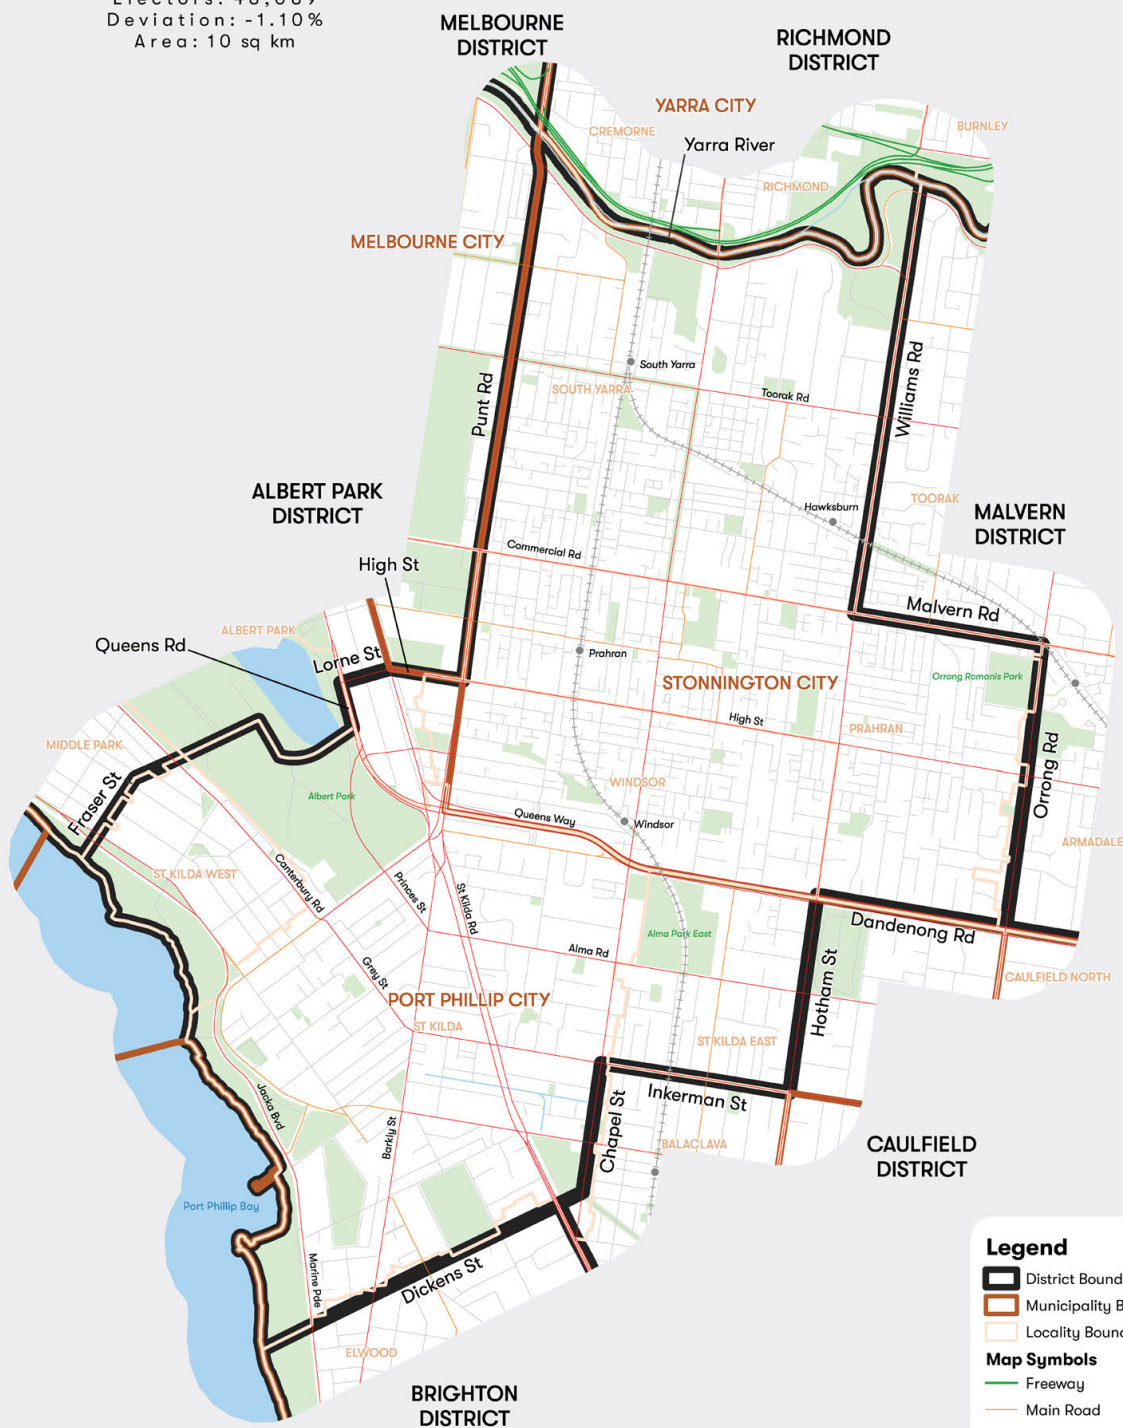 Deviation: -1.10%
Area: 10 sq km
MELBOURNE
DISTRICT
RICHMOND
DISTRICT
YARRA CITY
CREMORNE
BURNLEY
Yarra River
RICHMOND
MELBOURNE CITY
South Yarra
SOUTH YARRA
Toorak Rd
Punt Rd
Williams Rd
ALBERT PARK
DISTRICT
Hawksburn
TOORAK
MALVERN
DISTRICT
Commercial Rd
High St
Malvern Rd
ALBERT PARK
Queens Rd
Lorne St
Prahran
Orrong Romanis Park
STONNINGTON CITY
High St
PRAHRAN
MIDDLE PARK
Orrong Rd
WINDSOR
Albert Park
Fraser St
Queens Way
Windsor
ARMADALE
ST KILDA WEST
Canterbury Rd
Princes St
St Kilda Rd
Dandenong Rd
Alma Park East
Alma Rd
Grey St
Hotham St
CAULFIELD NORTH
PORT PHILLIP CITY
ST KILDA
ST KILDA EAST
Inkerman St
Jacka Bvd
Barkly St
Chapel St
BALACLAVA
CAULFIELD
DISTRICT
Port Phillip Bay
Marine Pde
Dickens St
ELWOOD
BRIGHTON
DISTRICT
Legend
District Bound
Municipality B
Locality Bound
Map Symbols
Freeway
Main Road